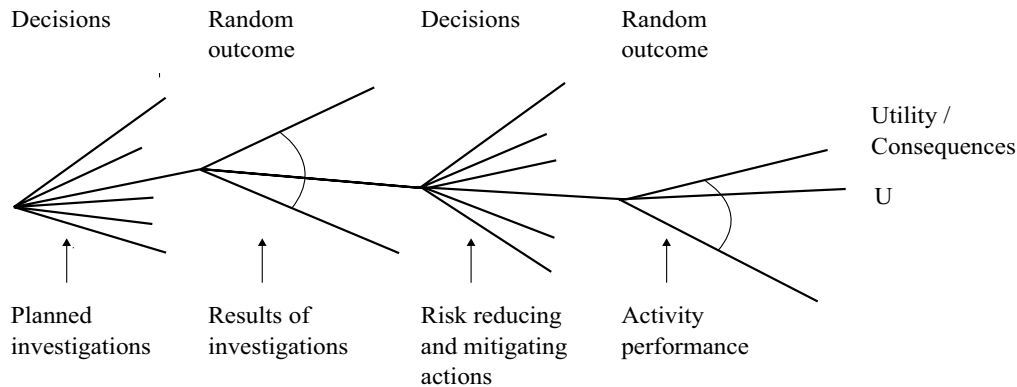 Decisions
Random
outcome
Decisions
Random
outcome
Utility /
Consequences
U
Planned
investigations
Results of
investigations
Risk reducing
and mitigating
actions
Activity
performance